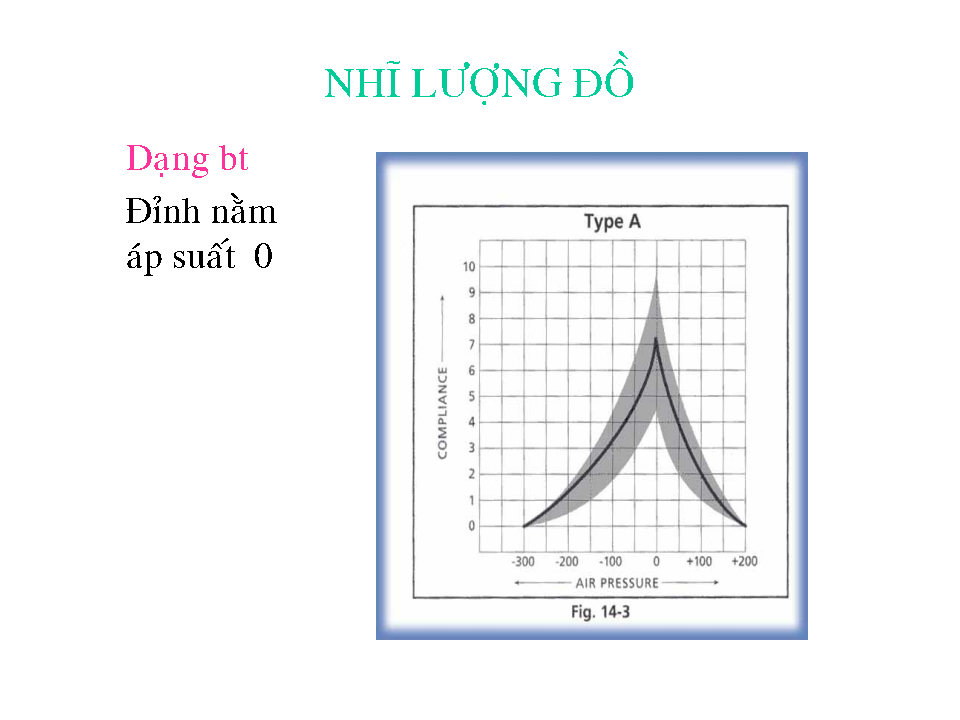 NHĨ LƯỢNG ĐỒ
Dạng bt
Đỉnh nằm
áp suất 0
Type A
10
9
8
7
6
5
4
3
2
1
0
COMPLIANCE
-300 -200 -100 0 +100 +200
AIR PRESSURE
Fig. 14-3